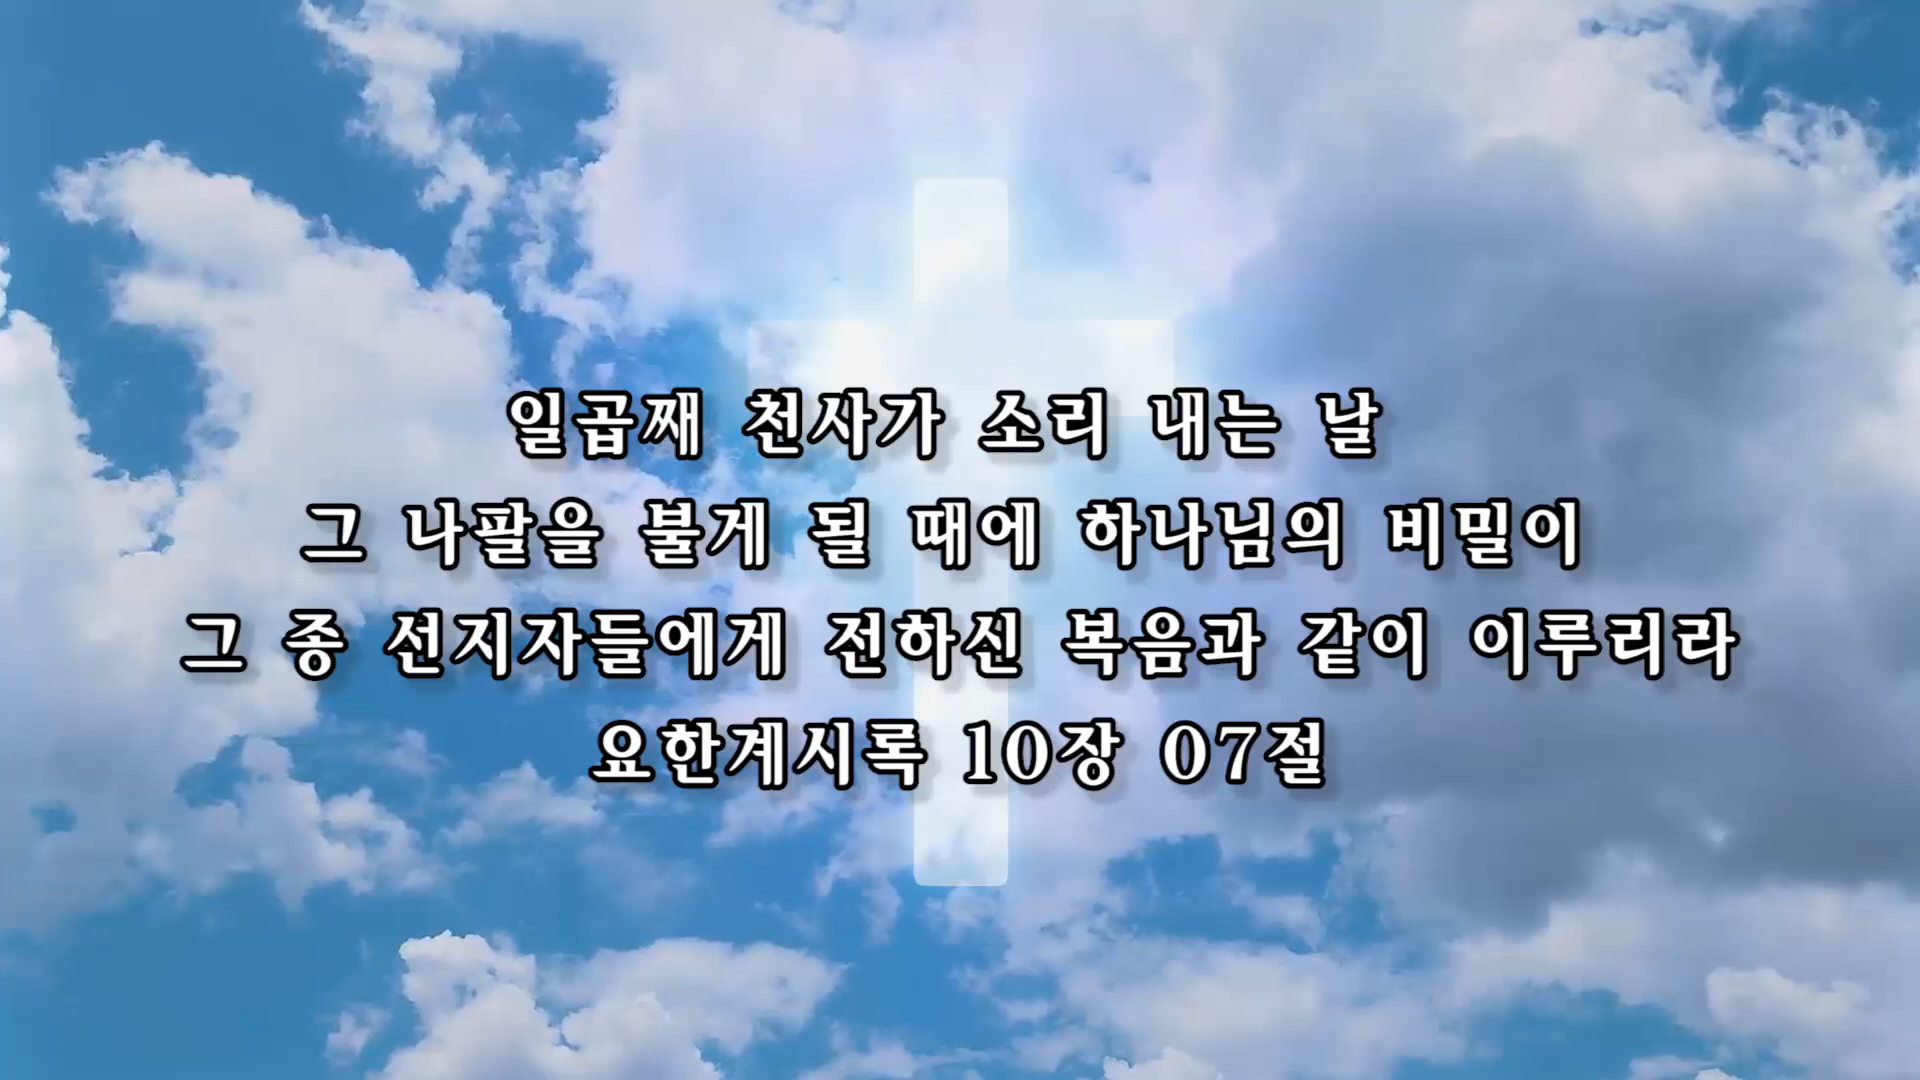 일곱째 천사가 소리 내는 날
그 나팔을 불게 될 때에 하나님의 비밀이
그 종 선지자들에게 전하신 복음과 같이 이루리라
요한계시록 10장 07절